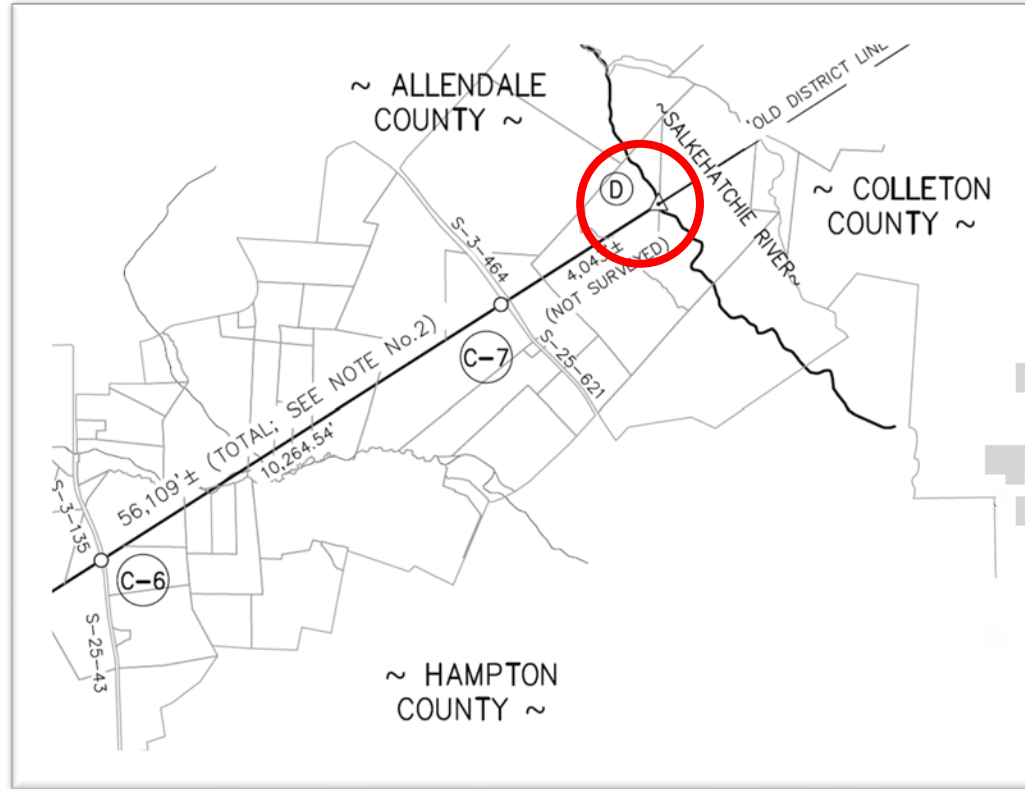 ~ ALLENDALE
COUNTY ~
'OLD DISTRICT LINE
~SALKEHATCHIE RIVER~
~ COLLETON
COUNTY ~
D
S-3-464
(NOT SURVEYED)
C-7
S-25-621
56,109'± (TOTAL; SEE NOTE No.2)
10,264.54'
S-3-135
C-6
S-25-43
~ HAMPTON
COUNTY ~